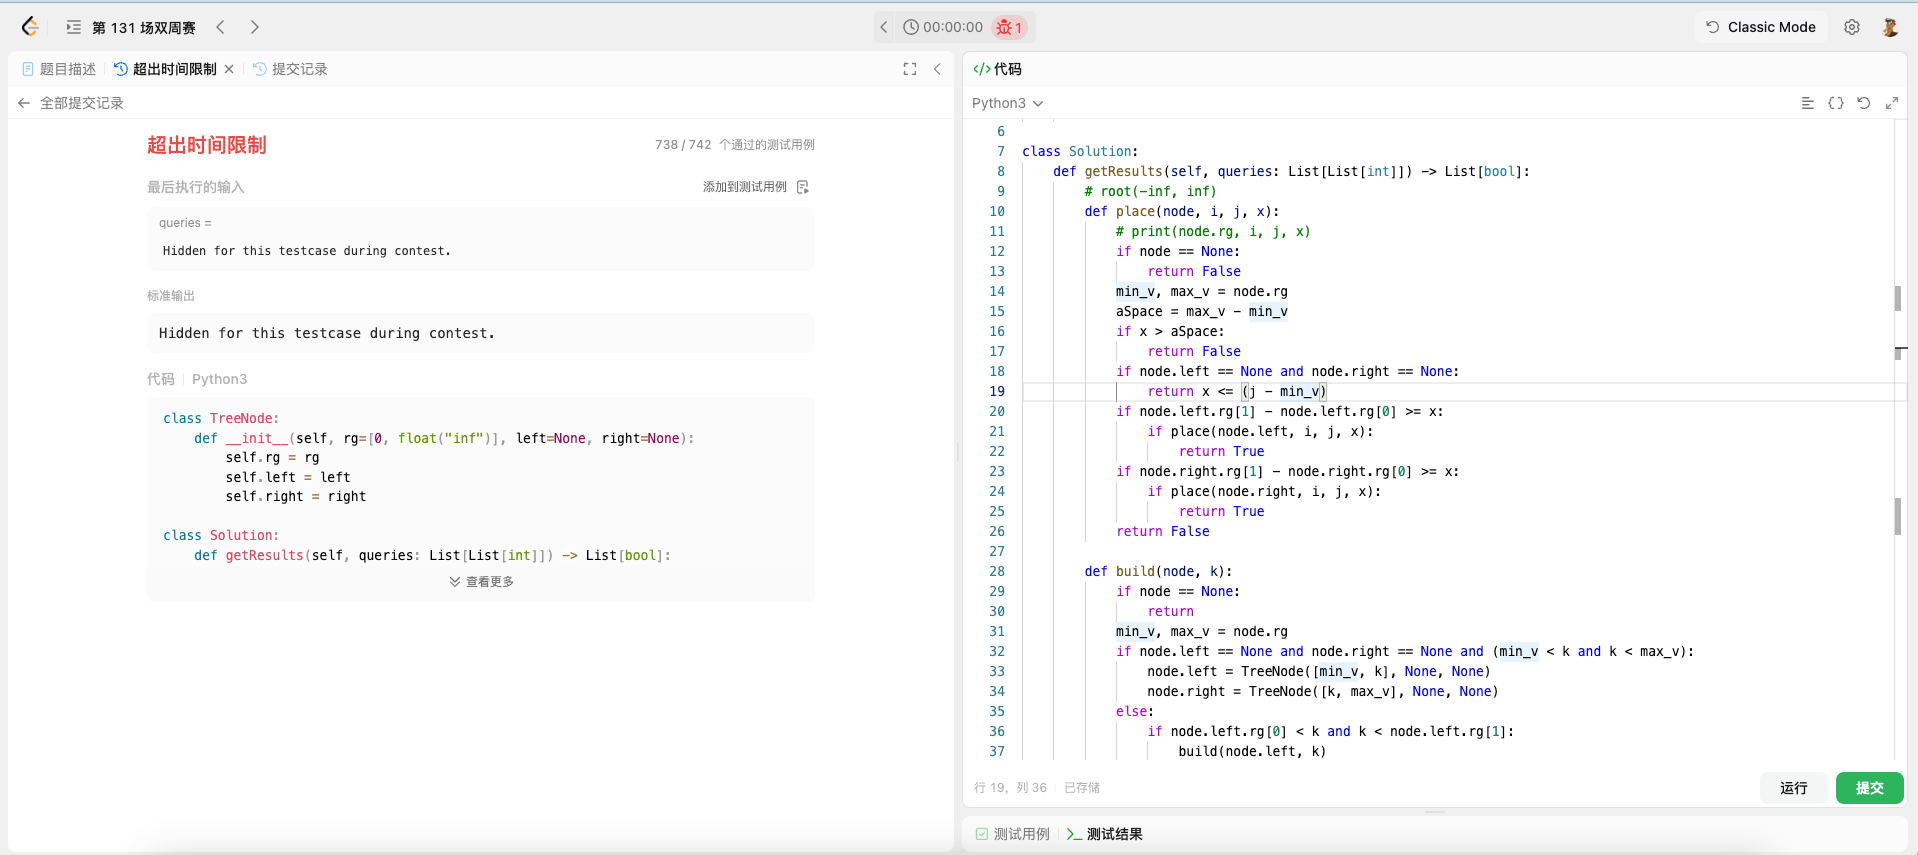 第 131 场双周赛
00:00:00
1
Classic Mode
题目描述
超出时间限制
提交记录
全部提交记录
超出时间限制
738 / 742 个通过的测试用例
最后执行的输入
添加到测试用例
queries =
Hidden for this testcase during contest.
标准输出
Hidden for this testcase during contest.
代码
Python3
class TreeNode:
    def __init__(self, rg=[0, float("inf")], left=None, right=None):
        self.rg = rg
        self.left = left
        self.right = right
class Solution:
    def getResults(self, queries: List[List[int]]) -> List[bool]:
查看更多
</>代码
Python3
6
7 class Solution:
8     def getResults(self, queries: List[List[int]]) -> List[bool]:
9         # root(-inf, inf)
10         def place(node, i, j, x):
11             # print(node.rg, i, j, x)
12             if node == None:
13                 return False
14             min_v, max_v = node.rg
15             aSpace = max_v - min_v
16             if x > aSpace:
17                 return False
18             if node.left == None and node.right == None:
19                 return x <= (j - min_v)
20             if node.left.rg[1] - node.left.rg[0] >= x:
21                 if place(node.left, i, j, x):
22                     return True
23             if node.right.rg[1] - node.right.rg[0] >= x:
24                 if place(node.right, i, j, x):
25                     return True
26             return False
27
28         def build(node, k):
29             if node == None:
30                 return
31             min_v, max_v = node.rg
32             if node.left == None and node.right == None and (min_v < k and k < max_v):
33                 node.left = TreeNode([min_v, k], None, None)
34                 node.right = TreeNode([k, max_v], None, None)
35             else:
36                 if node.left.rg[0] < k and k < node.left.rg[1]:
37                     build(node.left, k)
行 19, 列 36
已存储
运行
提交
测试用例
测试结果